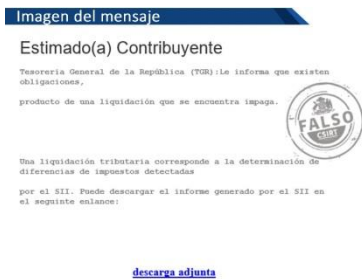 Imagen del mensaje
Estimado(a) Contribuyente
Tesoreria General de la República (TGR):Le informa que existen
obligaciones,
producto de una liquidación que se encuentra impaga.
FALSO
CSIRT
Una liquidación tributaria corresponde a la determinación de
diferencias de impuestos detectadas
por el SII. Puede descargar el informe generado por el SII en
el seguinte enlance:
descarga adjunta